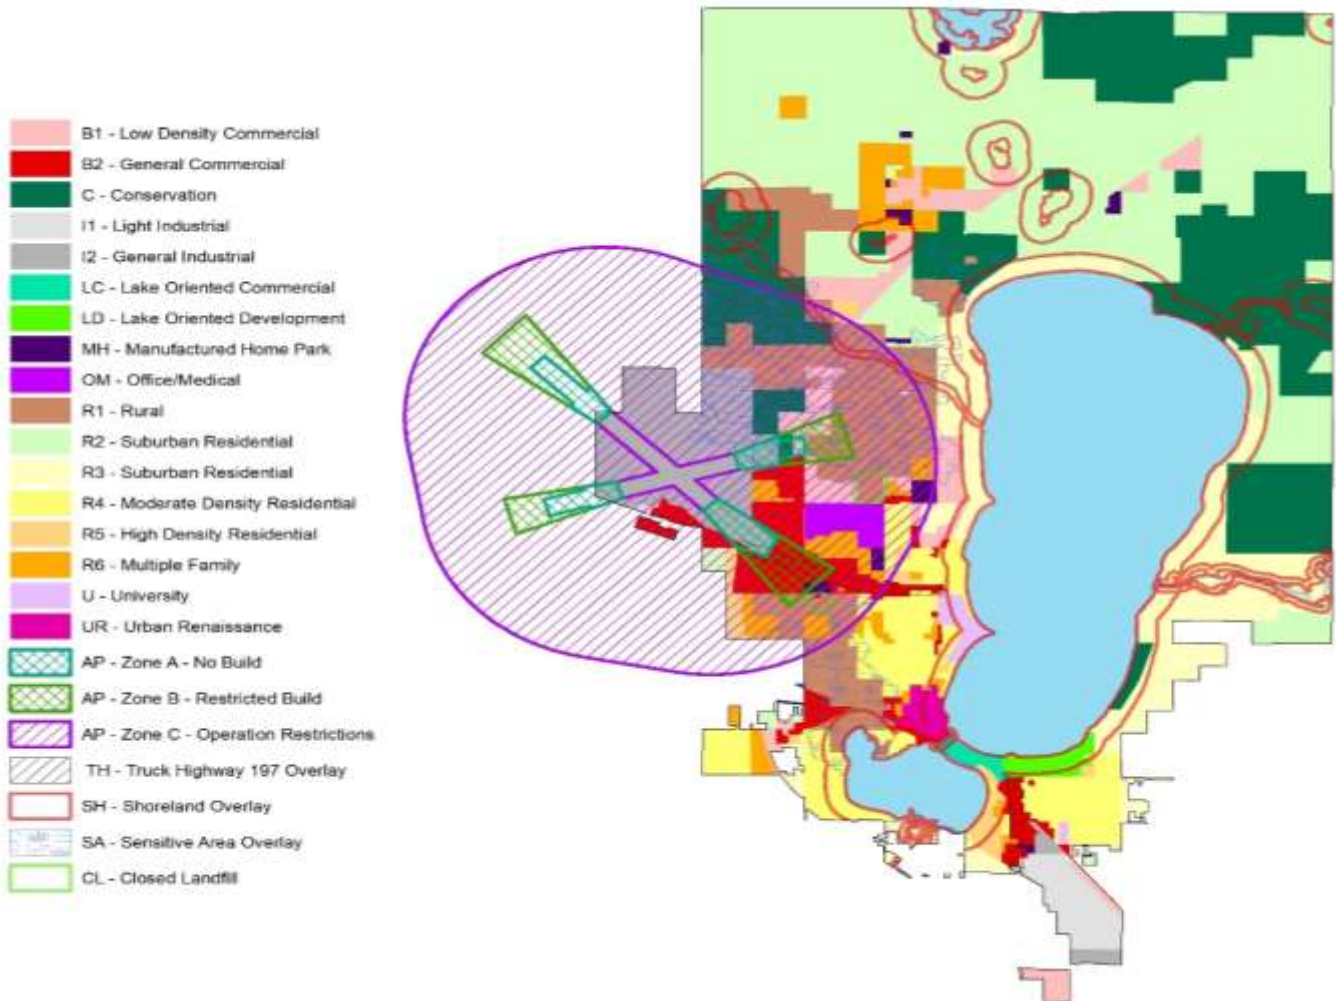 B1 - Low Density Commercial
B2 - General Commercial
C - Conservation
I1 - Light Industrial
I2 - General Industrial
LC - Lake Oriented Commercial
LD - Lake Oriented Development
MH - Manufactured Home Park
OM - Office/Medical
R1 - Rural
R2 - Suburban Residential
R3 - Suburban Residential
R4 - Moderate Density Residential
R5 - High Density Residential
R6 - Multiple Family
U - University
UR - Urban Renaissance
AP - Zone A - No Build
AP - Zone B - Restricted Build
AP - Zone C - Operation Restrictions
TH - Truck Highway 197 Overlay
SH - Shoreland Overlay
SA - Sensitive Area Overlay
CL - Closed Landfill